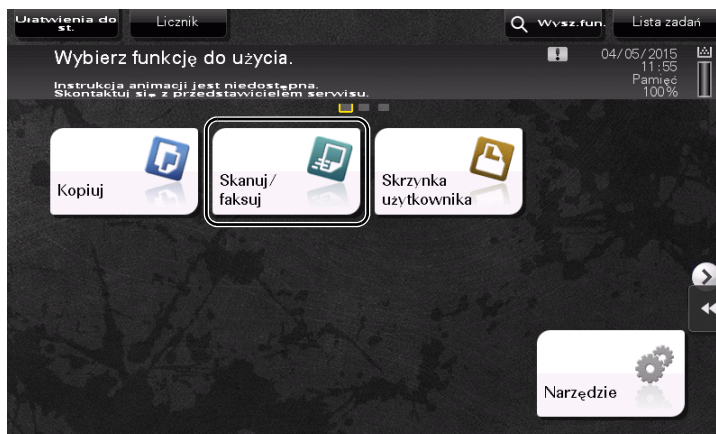 Ułatwienia do
st.
Licznik
Wysz.fun.
Lista zadań
Wybierz funkcję do użycia.
04/05/2015
11:55
Instrukcja animacji jest niedostępna.
Skontaktuj się z przedstawicielem serwisu.
Pamięć
100%
Kopiuj
Skanuj/
faksuj
Skrzynka
użytkownika
Narzędzie